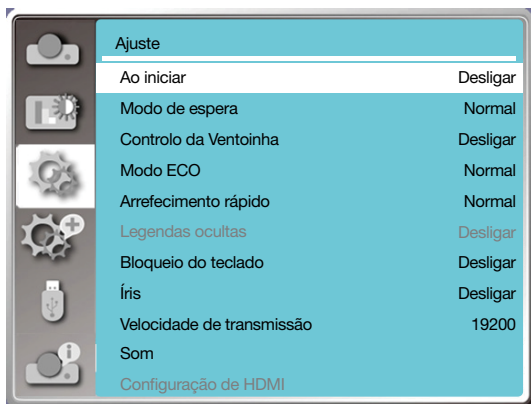 Ajuste
Ao iniciar Desligar
Modo de espera Normal
Controlo da Ventoinha Desligar
Modo ECO Normal
Arrefecimento rápido Normal
Legendas ocultas Desligar
Bloqueio do teclado Desligar
Íris Desligar
Velocidade de transmissão 19200
Som
Configuração de HDMI